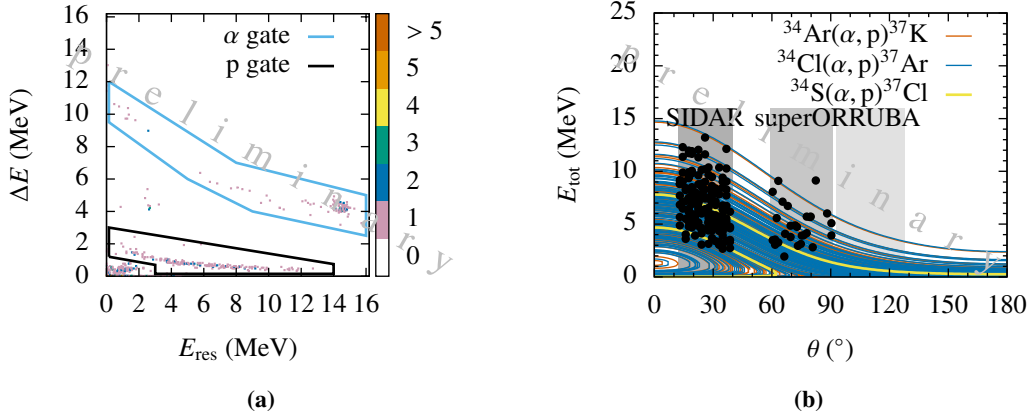 16
14
12
10
8
6
4
2
0
ΔE (MeV)
α gate
p gate
preliminary
0 2 4 6 8 10 12 14 16
E_res (MeV)
> 5
5
4
3
2
1
0
(a)
25
20
15
10
5
0
E_tot (MeV)
³⁴Ar(α, p)³⁷K
³⁴Cl(α, p)³⁷Ar
³⁴S(α, p)³⁷Cl
SIDAR superORRUBA
preliminary
0 30 60 90 120 150 180
θ (°)
(b)